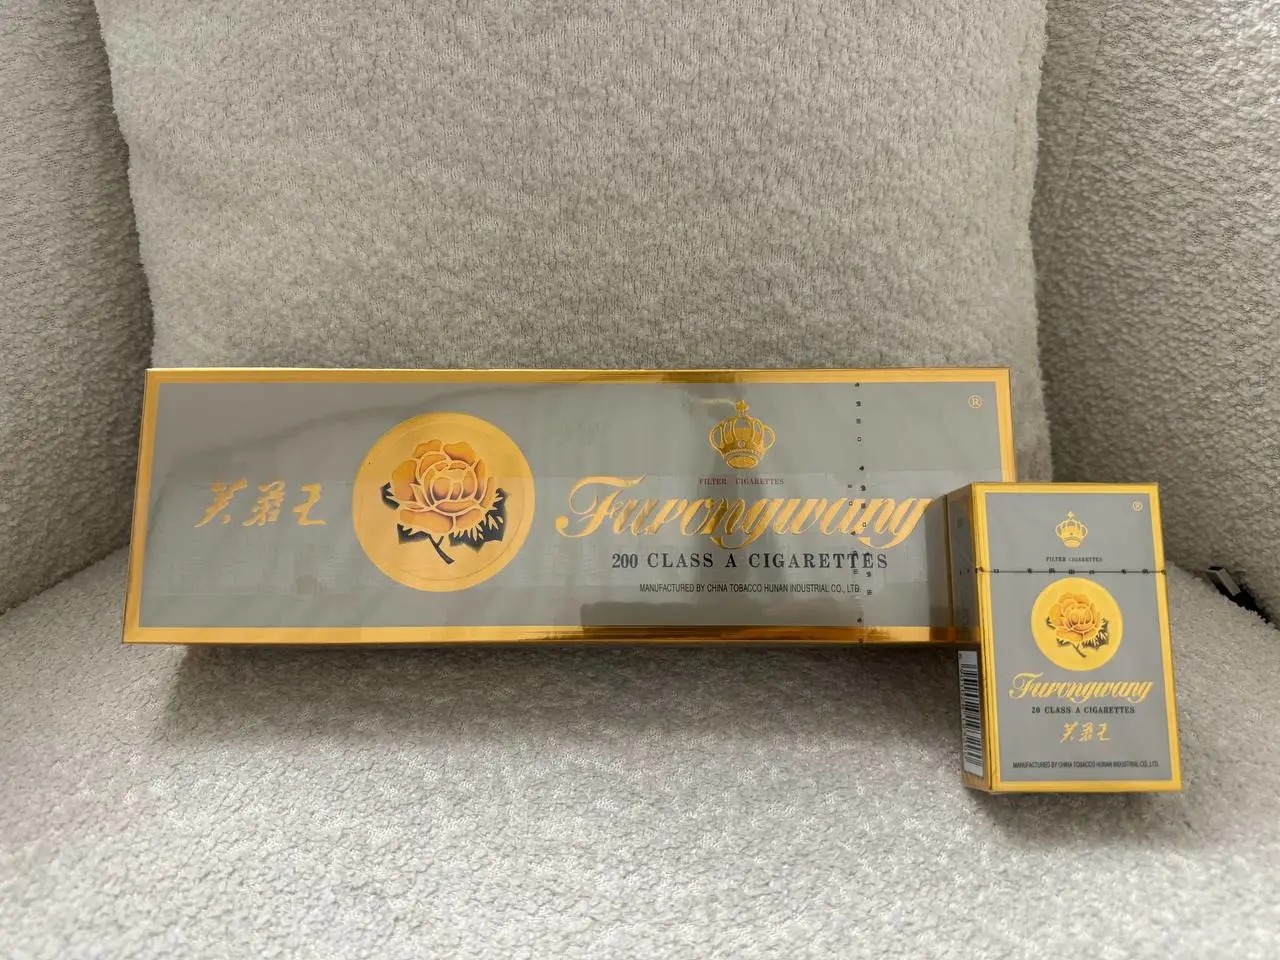 ®
FILTER CIGARETTES
芙蓉王
Furongwang
200 CLASS A CIGARETTES
MANUFACTURED BY CHINA TOBACCO HUNAN INDUSTRIAL CO., LTD.
®
FILTER CIGARETTES
Furongwang
20 CLASS A CIGARETTES
芙蓉王
MANUFACTURED BY CHINA TOBACCO HUNAN INDUSTRIAL CO., LTD.